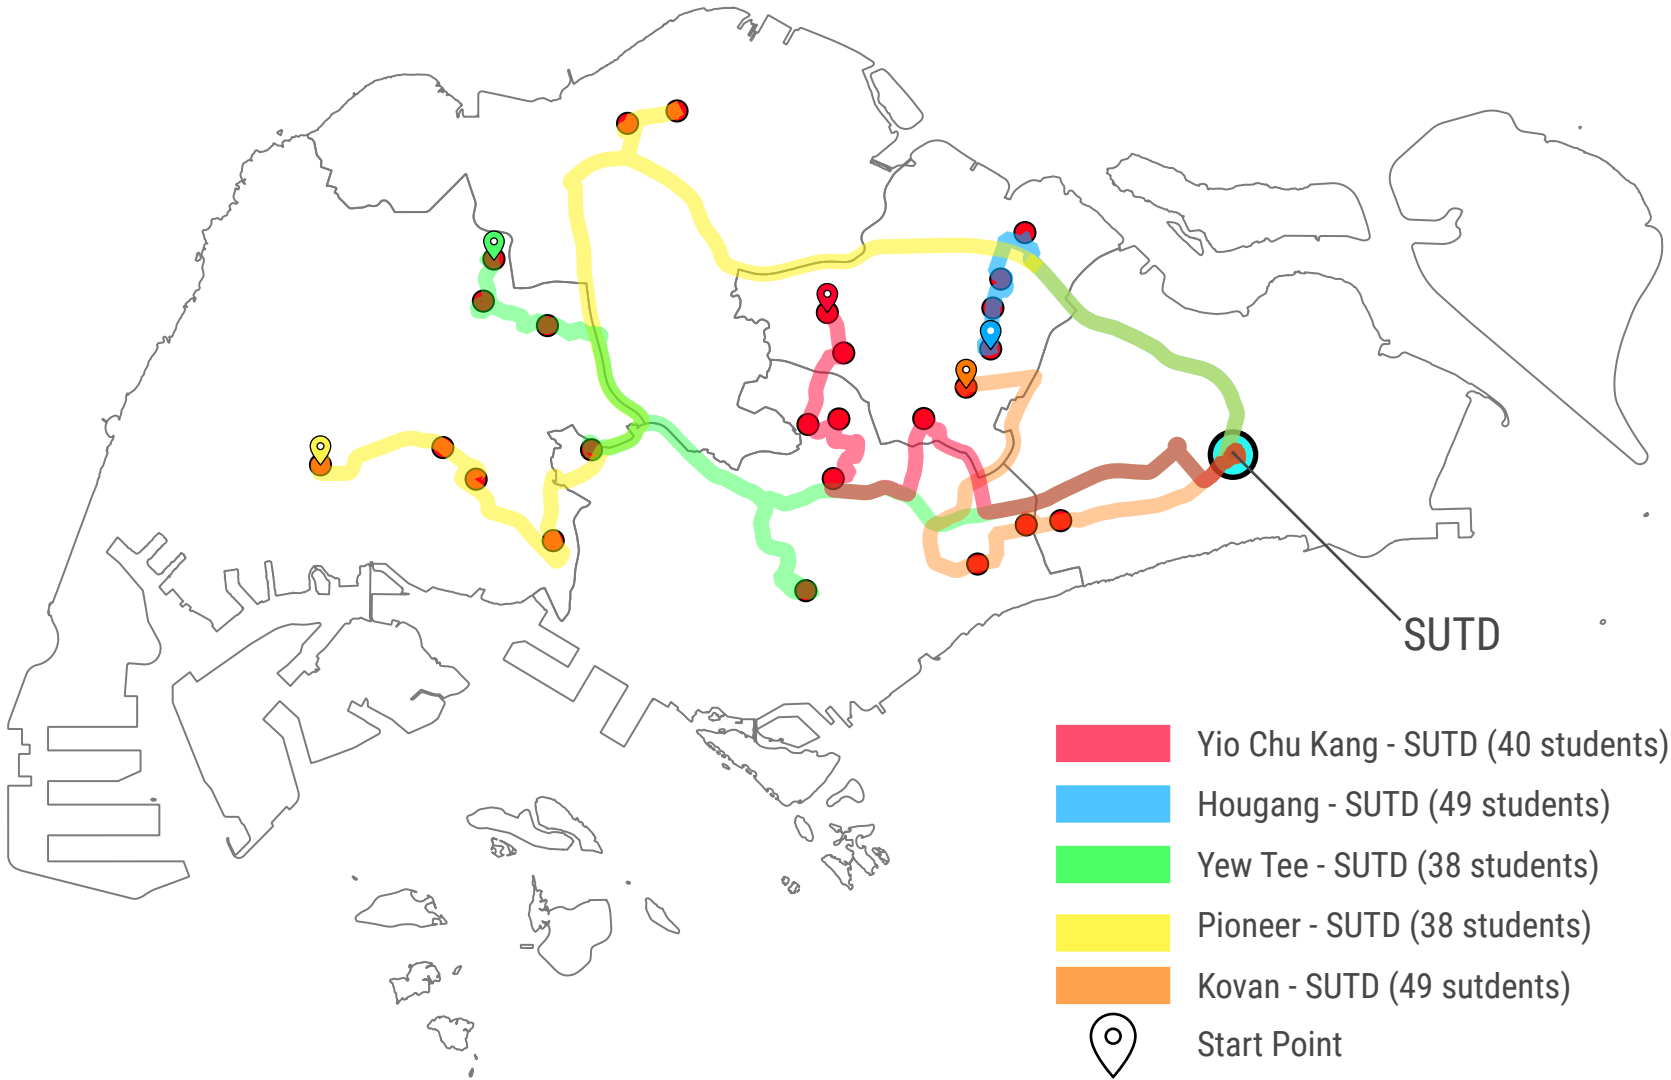 SUTD
Yio Chu Kang - SUTD (40 students)
Hougang - SUTD (49 students)
Yew Tee - SUTD (38 students)
Pioneer - SUTD (38 students)
Kovan - SUTD (49 sutdents)
Start Point